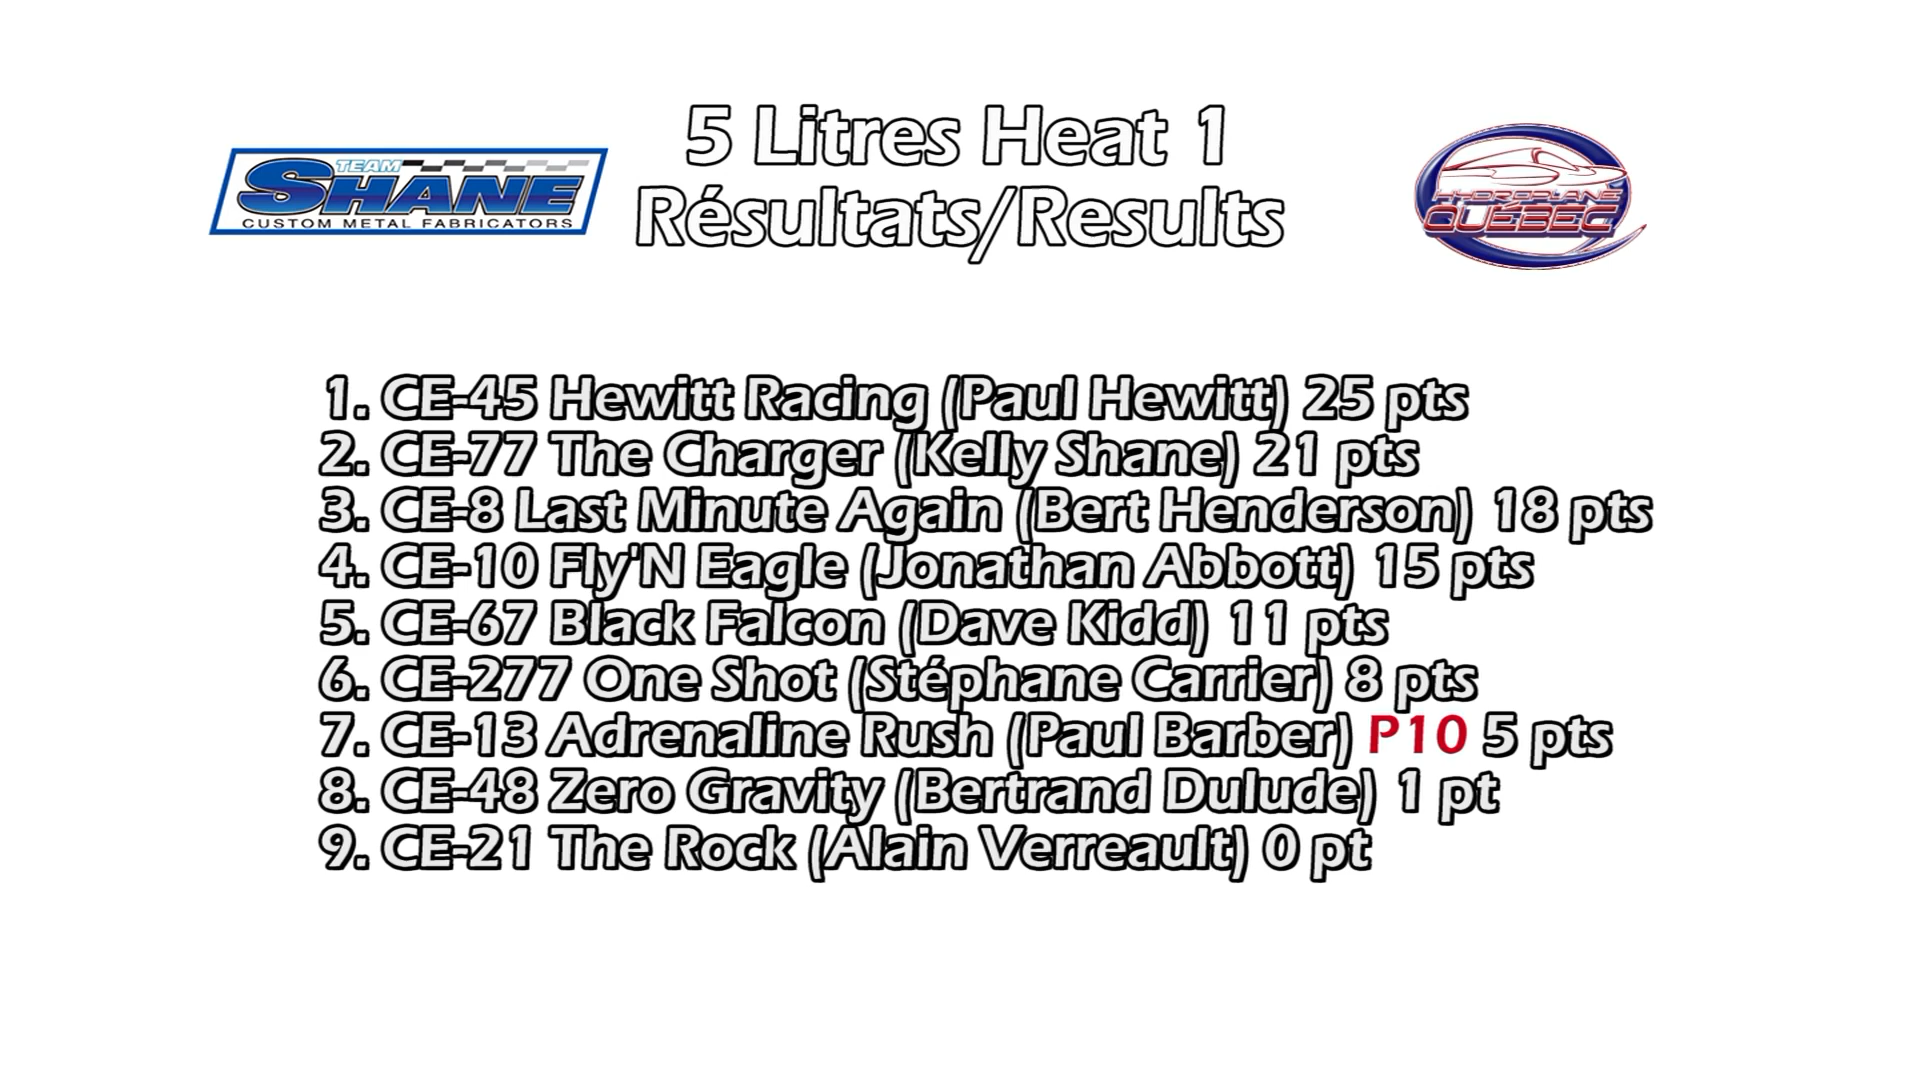 5 Litres Heat 1
Résultats/Results
TEAM
SHANE
CUSTOM METAL FABRICATORS
HYDROPLANE
QUÉBEC
1. CE-45 Hewitt Racing (Paul Hewitt) 25 pts
2. CE-77 The Charger (Kelly Shane) 21 pts
3. CE-8 Last Minute Again (Bert Henderson) 18 pts
4. CE-10 Fly'N Eagle (Jonathan Abbott) 15 pts
5. CE-67 Black Falcon (Dave Kidd) 11 pts
6. CE-277 One Shot (Stéphane Carrier) 8 pts
7. CE-13 Adrenaline Rush (Paul Barber) P10 5 pts
8. CE-48 Zero Gravity (Bertrand Dulude) 1 pt
9. CE-21 The Rock (Alain Verreault) 0 pt